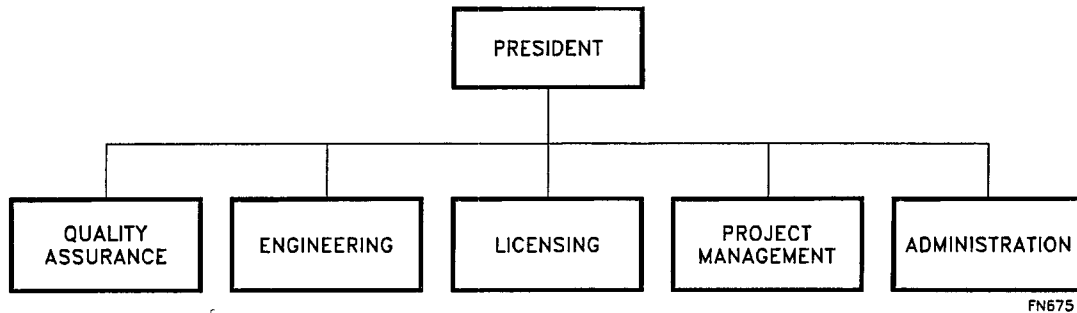 PRESIDENT
QUALITY
ASSURANCE
ENGINEERING
LICENSING
PROJECT
MANAGEMENT
ADMINISTRATION
FN675